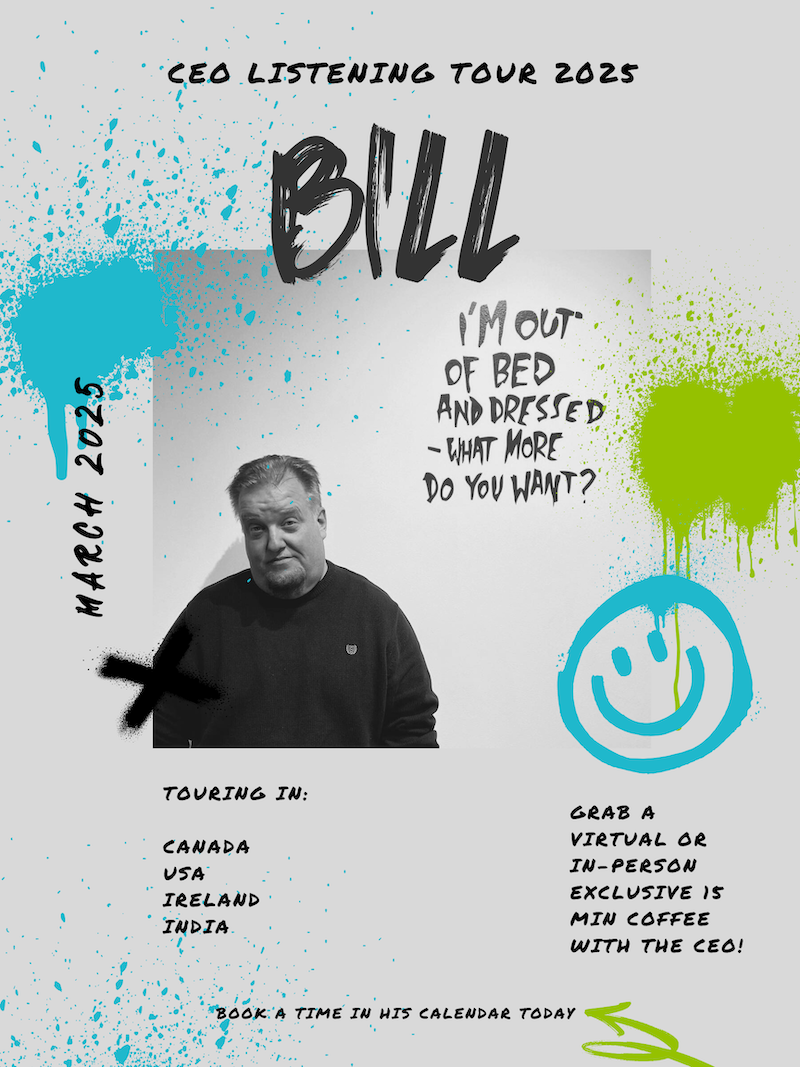 CEO LISTENING TOUR 2025
BILL
I'M OUT
OF BED
AND DRESSED
-WHAT MORE
DO YOU WANT?
MARCH 2025
TOURING IN:
CANADA
USA
IRELAND
INDIA
GRAB A
VIRTUAL OR
IN-PERSON
EXCLUSIVE 15
MIN COFFEE
WITH THE CEO!
BOOK A TIME IN HIS CALENDAR TODAY